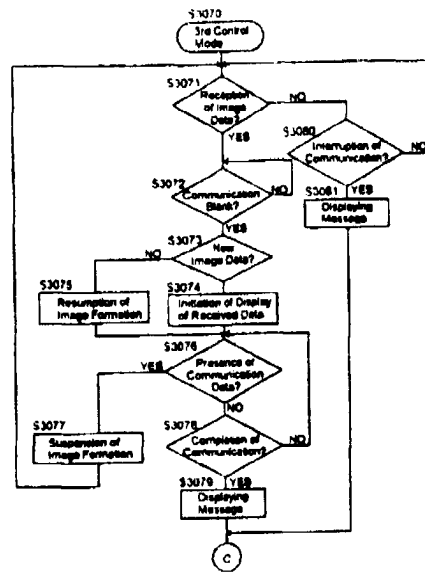 S3070
3rd Control
Mode
S3071
Reception
of Image
Data?
NO
YES
S3080
Interruption of
Communication?
NO
YES
S3081
Displaying
Message
S3072
Communication
Blank?
NO
YES
S3073
New
Image Data?
NO
S3075
Resumption of
Image Formation
S3074
Initiation of Display
of Received Data
S3076
Presence of
Communication
Data?
YES
NO
S3077
Suspension of
Image Formation
S3078
Completion of
Communication?
NO
YES
S3079
Displaying
Message
C